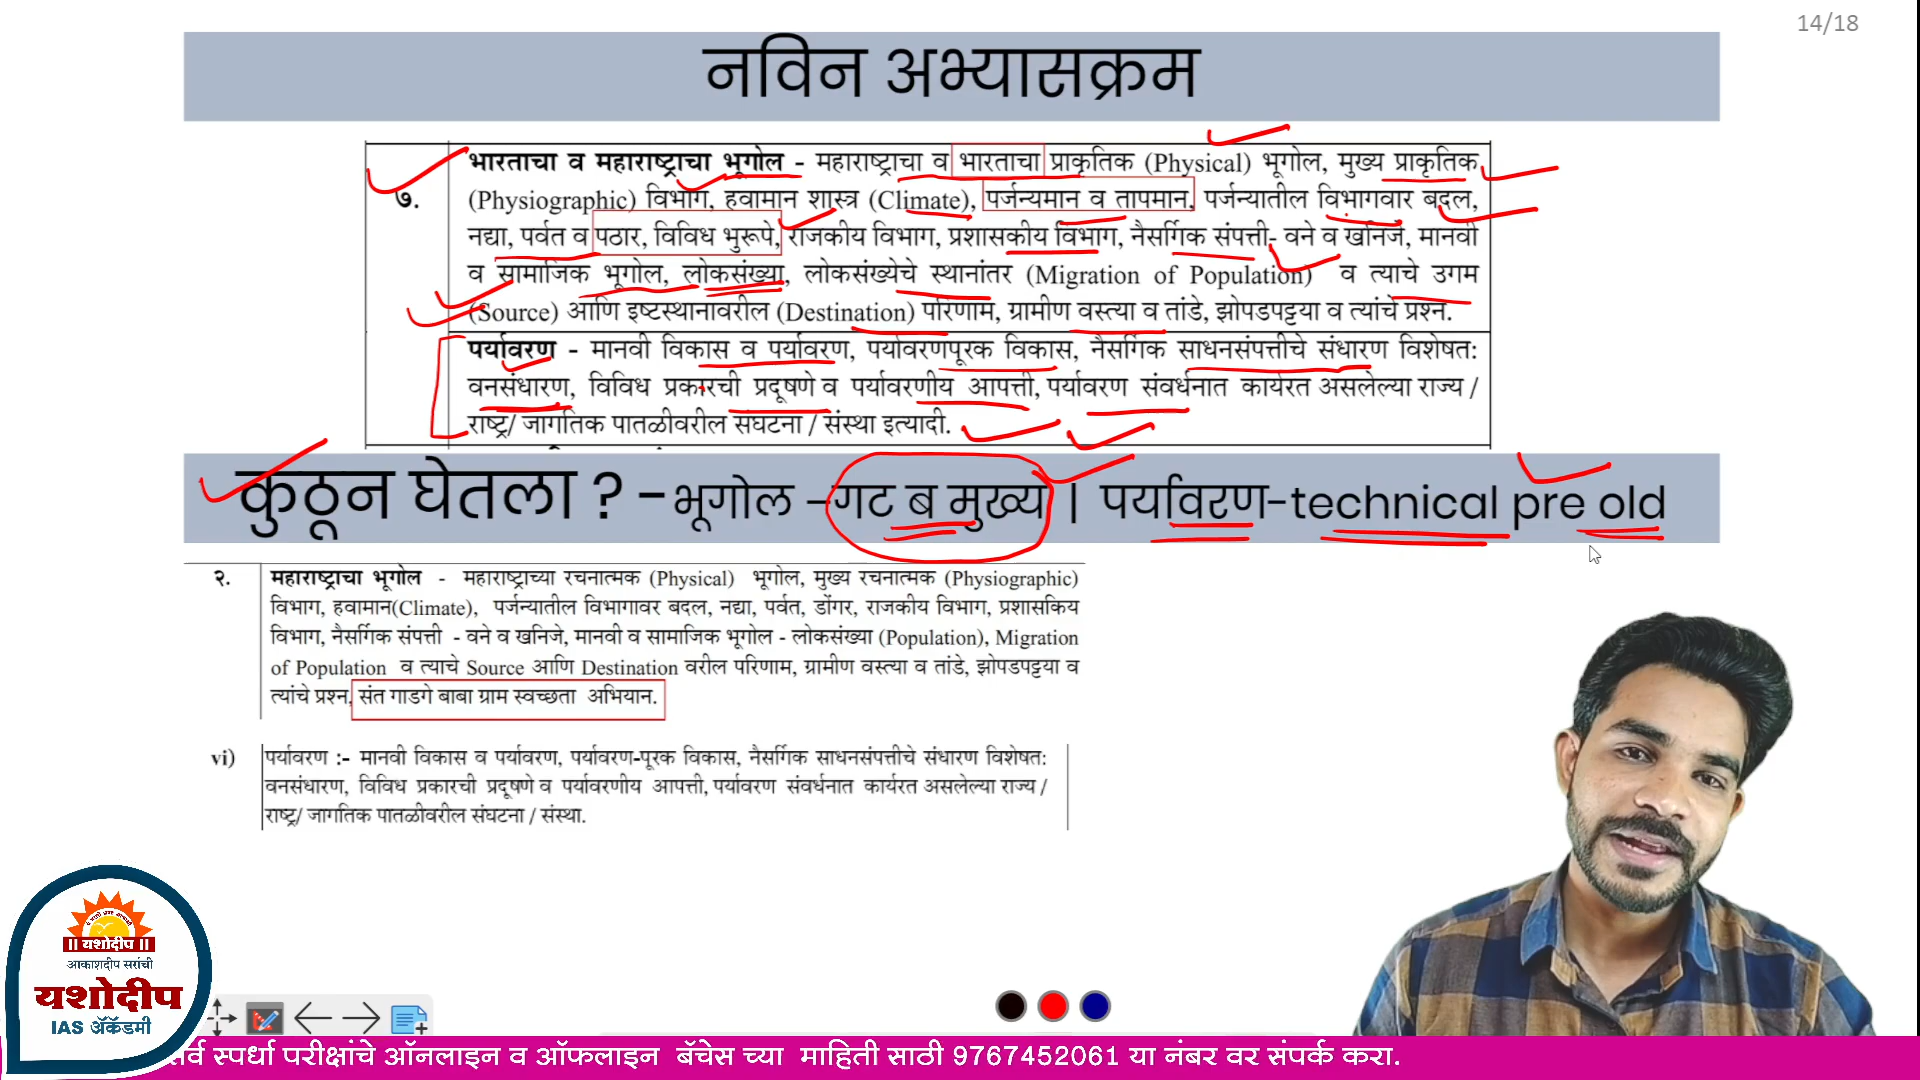 14/18
नविन अभ्यासक्रम
भारताचा व महाराष्ट्राचा भूगोल - महाराष्ट्राचा व भारताचा प्राकृतिक (Physical) भूगोल, मुख्य प्राकृतिक
७. (Physiographic) विभाग, हवामान शास्त्र (Climate), पर्जन्यमान व तापमान, पर्जन्यातील विभागवार बदल,
नद्या, पर्वत व पठार, विविध भुरूपे, राजकीय विभाग, प्रशासकीय विभाग, नैसर्गिक संपत्ती- वने व खनिजे, मानवी
व सामाजिक भूगोल, लोकसंख्या, लोकसंख्येचे स्थानांतर (Migration of Population) व त्याचे उगम
(Source) आणि इष्टस्थानावरील (Destination) परिणाम, ग्रामीण वस्त्या व तांडे, झोपडपट्टया व त्यांचे प्रश्न.
पर्यावरण - मानवी विकास व पर्यावरण, पर्यावरणपूरक विकास, नैसर्गिक साधनसंपत्तीचे संधारण विशेषत:
वनसंधारण, विविध प्रकारची प्रदूषणे व पर्यावरणीय आपत्ती, पर्यावरण संवर्धनात कार्यरत असलेल्या राज्य /
राष्ट्र/ जागतिक पातळीवरील संघटना / संस्था इत्यादी.
कुठून घेतला ? -भूगोल -गट ब मुख्य | पर्यावरण-technical pre old
२. महाराष्ट्राचा भूगोल - महाराष्ट्राच्या रचनात्मक (Physical) भूगोल, मुख्य रचनात्मक (Physiographic)
विभाग, हवामान(Climate), पर्जन्यातील विभागावर बदल, नद्या, पर्वत, डोंगर, राजकीय विभाग, प्रशासकिय
विभाग, नैसर्गिक संपत्ती - वने व खनिजे, मानवी व सामाजिक भूगोल - लोकसंख्या (Population), Migration
of Population व त्याचे Source आणि Destination वरील परिणाम, ग्रामीण वस्त्या व तांडे, झोपडपट्टया व
त्यांचे प्रश्न, संत गाडगे बाबा ग्राम स्वच्छता अभियान.
vi) पर्यावरण :- मानवी विकास व पर्यावरण, पर्यावरण-पूरक विकास, नैसर्गिक साधनसंपत्तीचे संधारण विशेषत:
वनसंधारण, विविध प्रकारची प्रदूषणे व पर्यावरणीय आपत्ती, पर्यावरण संवर्धनात कार्यरत असलेल्या राज्य /
राष्ट्र/ जागतिक पातळीवरील संघटना / संस्था.
॥ यशोदीप ॥
आकाशदीप सरांची
यशोदीप
IAS ॲकॅडमी
सर्व स्पर्धा परीक्षांचे ऑनलाइन व ऑफलाइन बॅचेस च्या माहिती साठी 9767452061 या नंबर वर संपर्क करा.